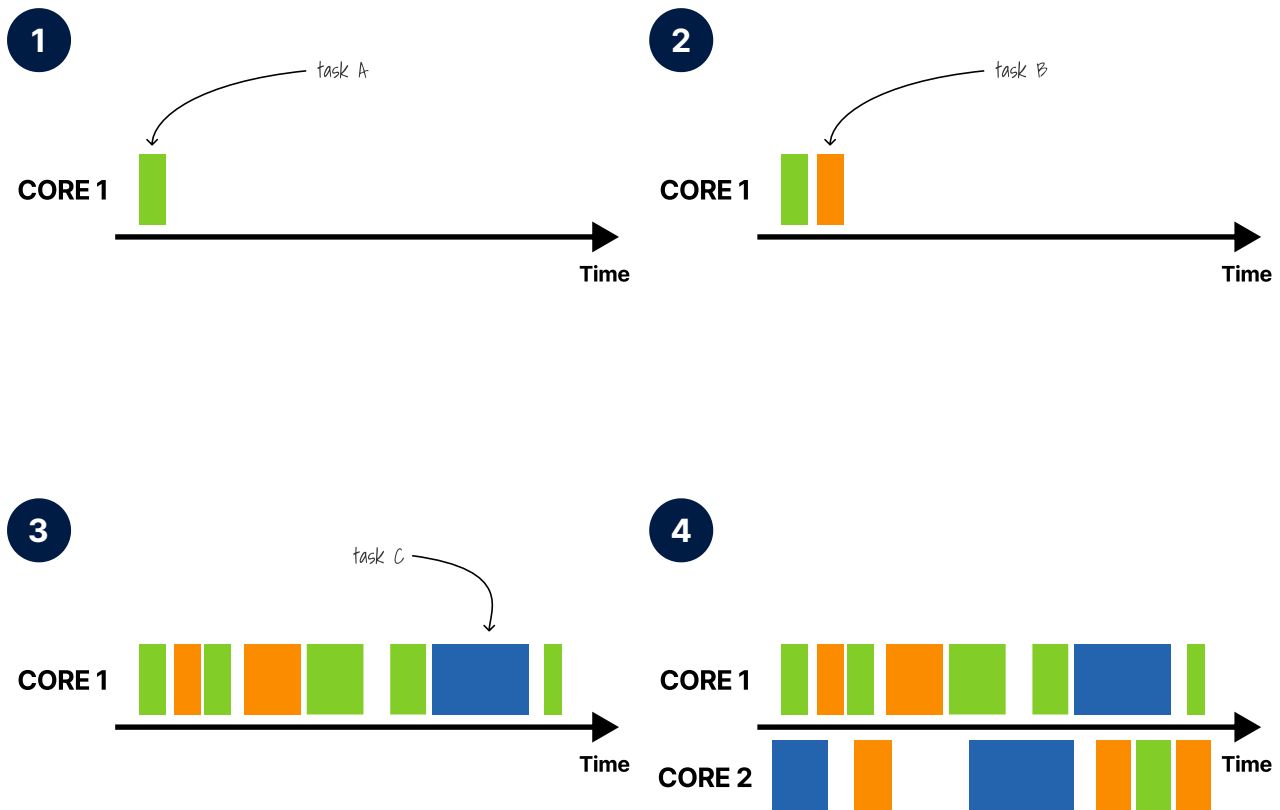 1
task A
CORE 1
Time
2
task B
CORE 1
Time
3
task C
CORE 1
Time
4
CORE 1
Time
CORE 2